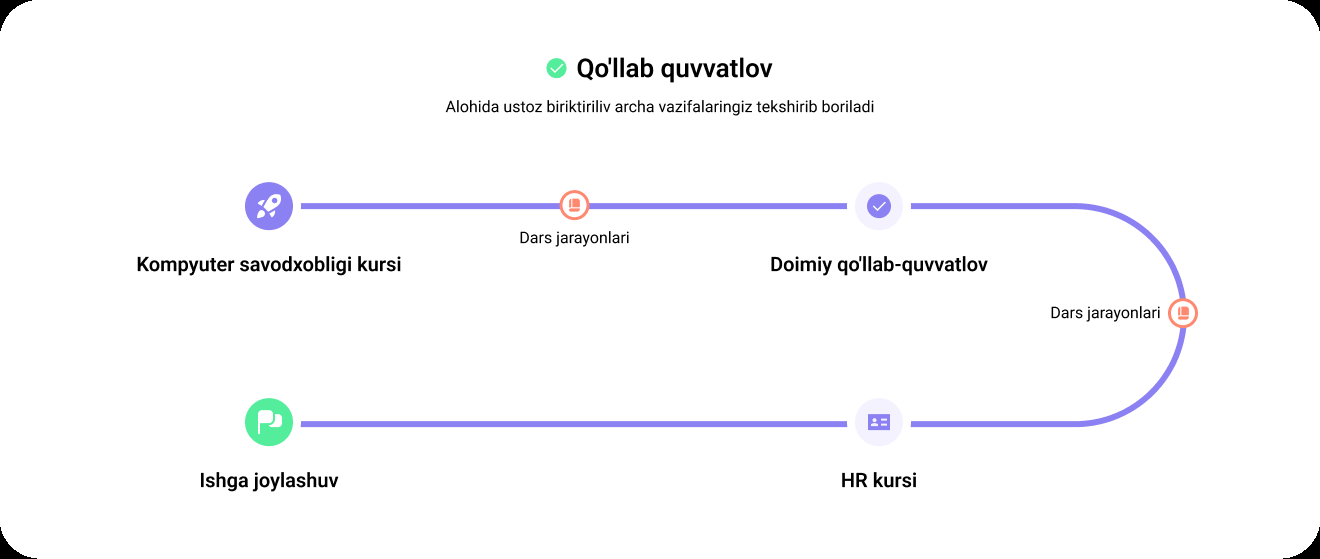 Qo'llab quvvatlov
Alohida ustoz biriktiriliv archa vazifalaringiz tekshirib boriladi
Dars jarayonlari
Kompyuter savodxobligi kursi
Doimiy qo'llab-quvvatlov
Dars jarayonlari
Ishga joylashuv
HR kursi